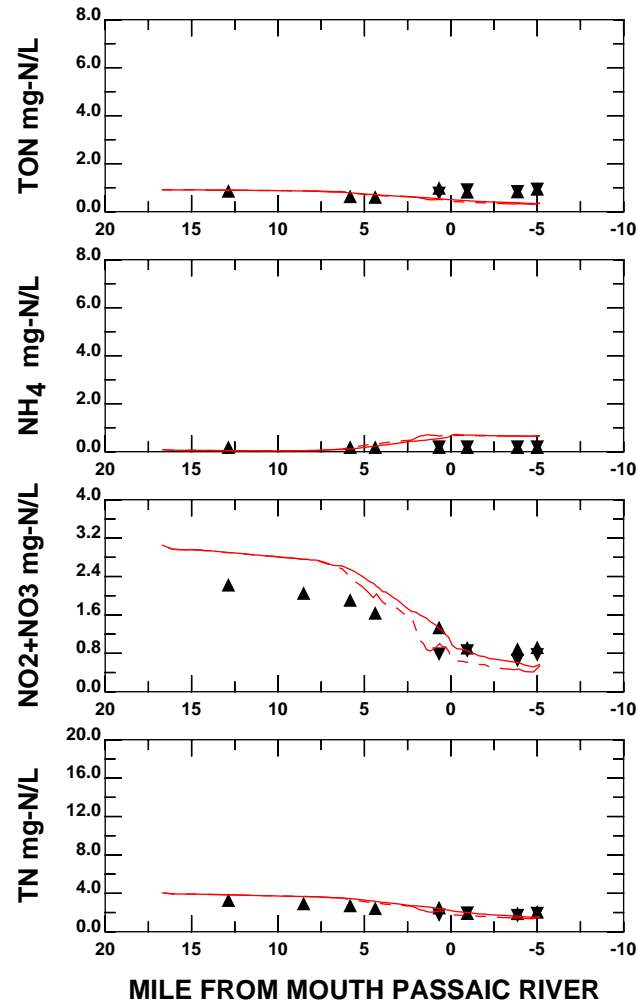 8.0
6.0
4.0
2.0
0.0
TON mg-N/L
20 15 10 5 0 -5 -10
8.0
6.0
4.0
2.0
0.0
NH4 mg-N/L
20 15 10 5 0 -5 -10
4.0
3.2
2.4
1.6
0.8
0.0
NO2+NO3 mg-N/L
20 15 10 5 0 -5 -10
20.0
16.0
12.0
8.0
4.0
0.0
TN mg-N/L
20 15 10 5 0 -5 -10
MILE FROM MOUTH PASSAIC RIVER